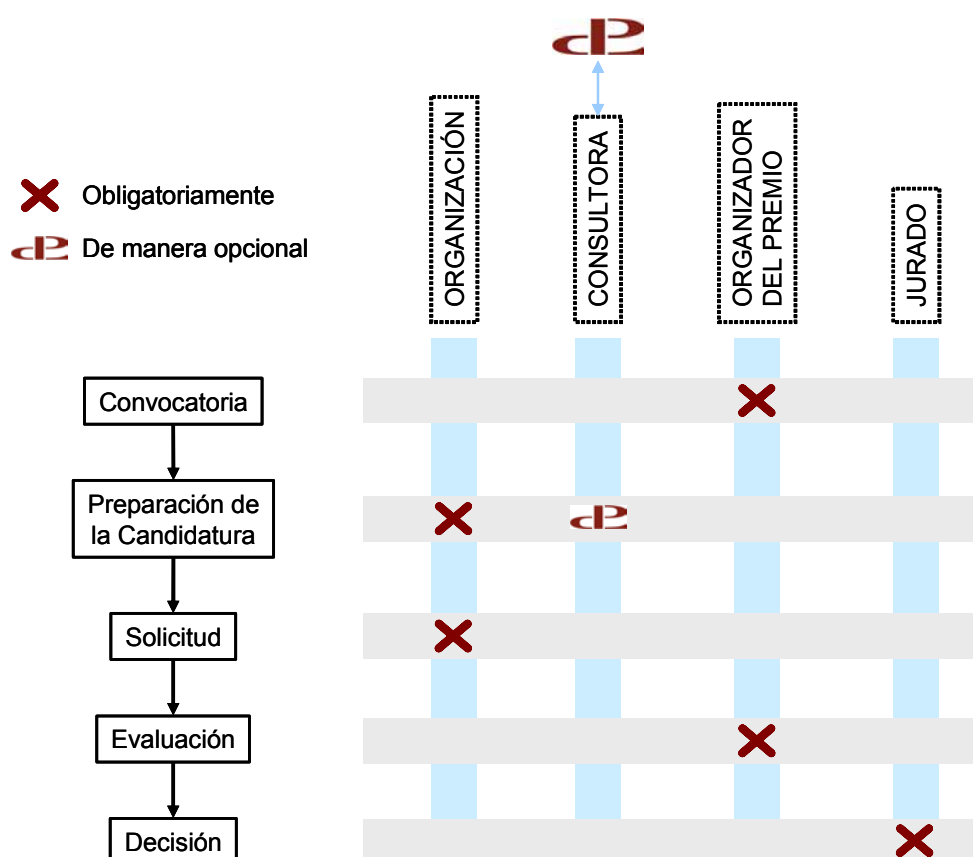 ORGANIZACIÓN
CONSULTORA
ORGANIZADOR
DEL PREMIO
JURADO
Obligatoriamente
De manera opcional
Convocatoria
Preparación de
la Candidatura
Solicitud
Evaluación
Decisión